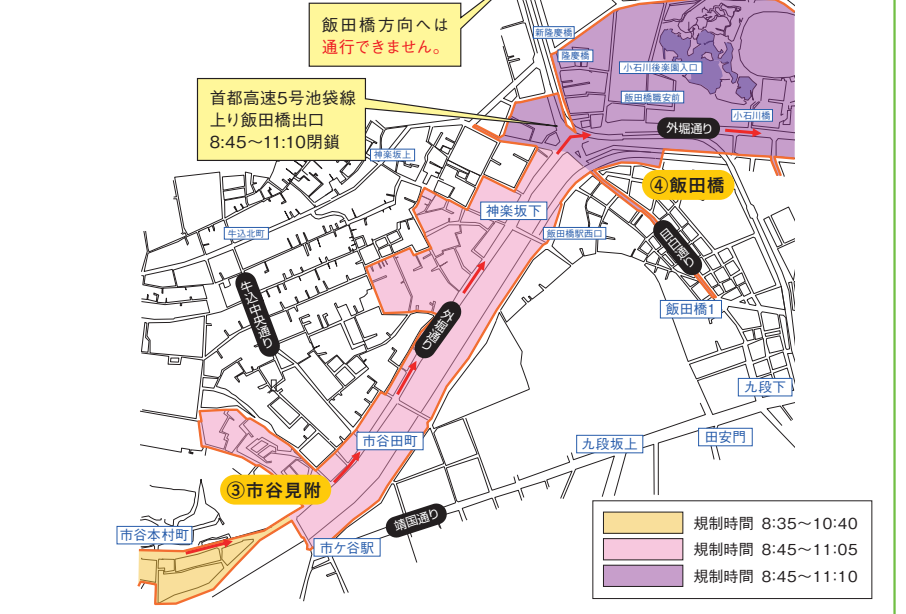 飯田橋方向へは
通行できません。
首都高速5号池袋線
上り飯田橋出口
8:45～11:10閉鎖
新隆慶橋
隆慶橋
小石川後楽園入口
飯田橋職安前
小石川橋
外堀通り
神楽坂上
④飯田橋
神楽坂下
牛込北町
飯田橋駅西口
目白通り
牛込中央通り
外堀通り
飯田橋1
九段下
市谷田町
九段坂上
田安門
③市谷見附
市谷本村町
靖国通り
市ケ谷駅
規制時間 8:35～10:40
規制時間 8:45～11:05
規制時間 8:45～11:10